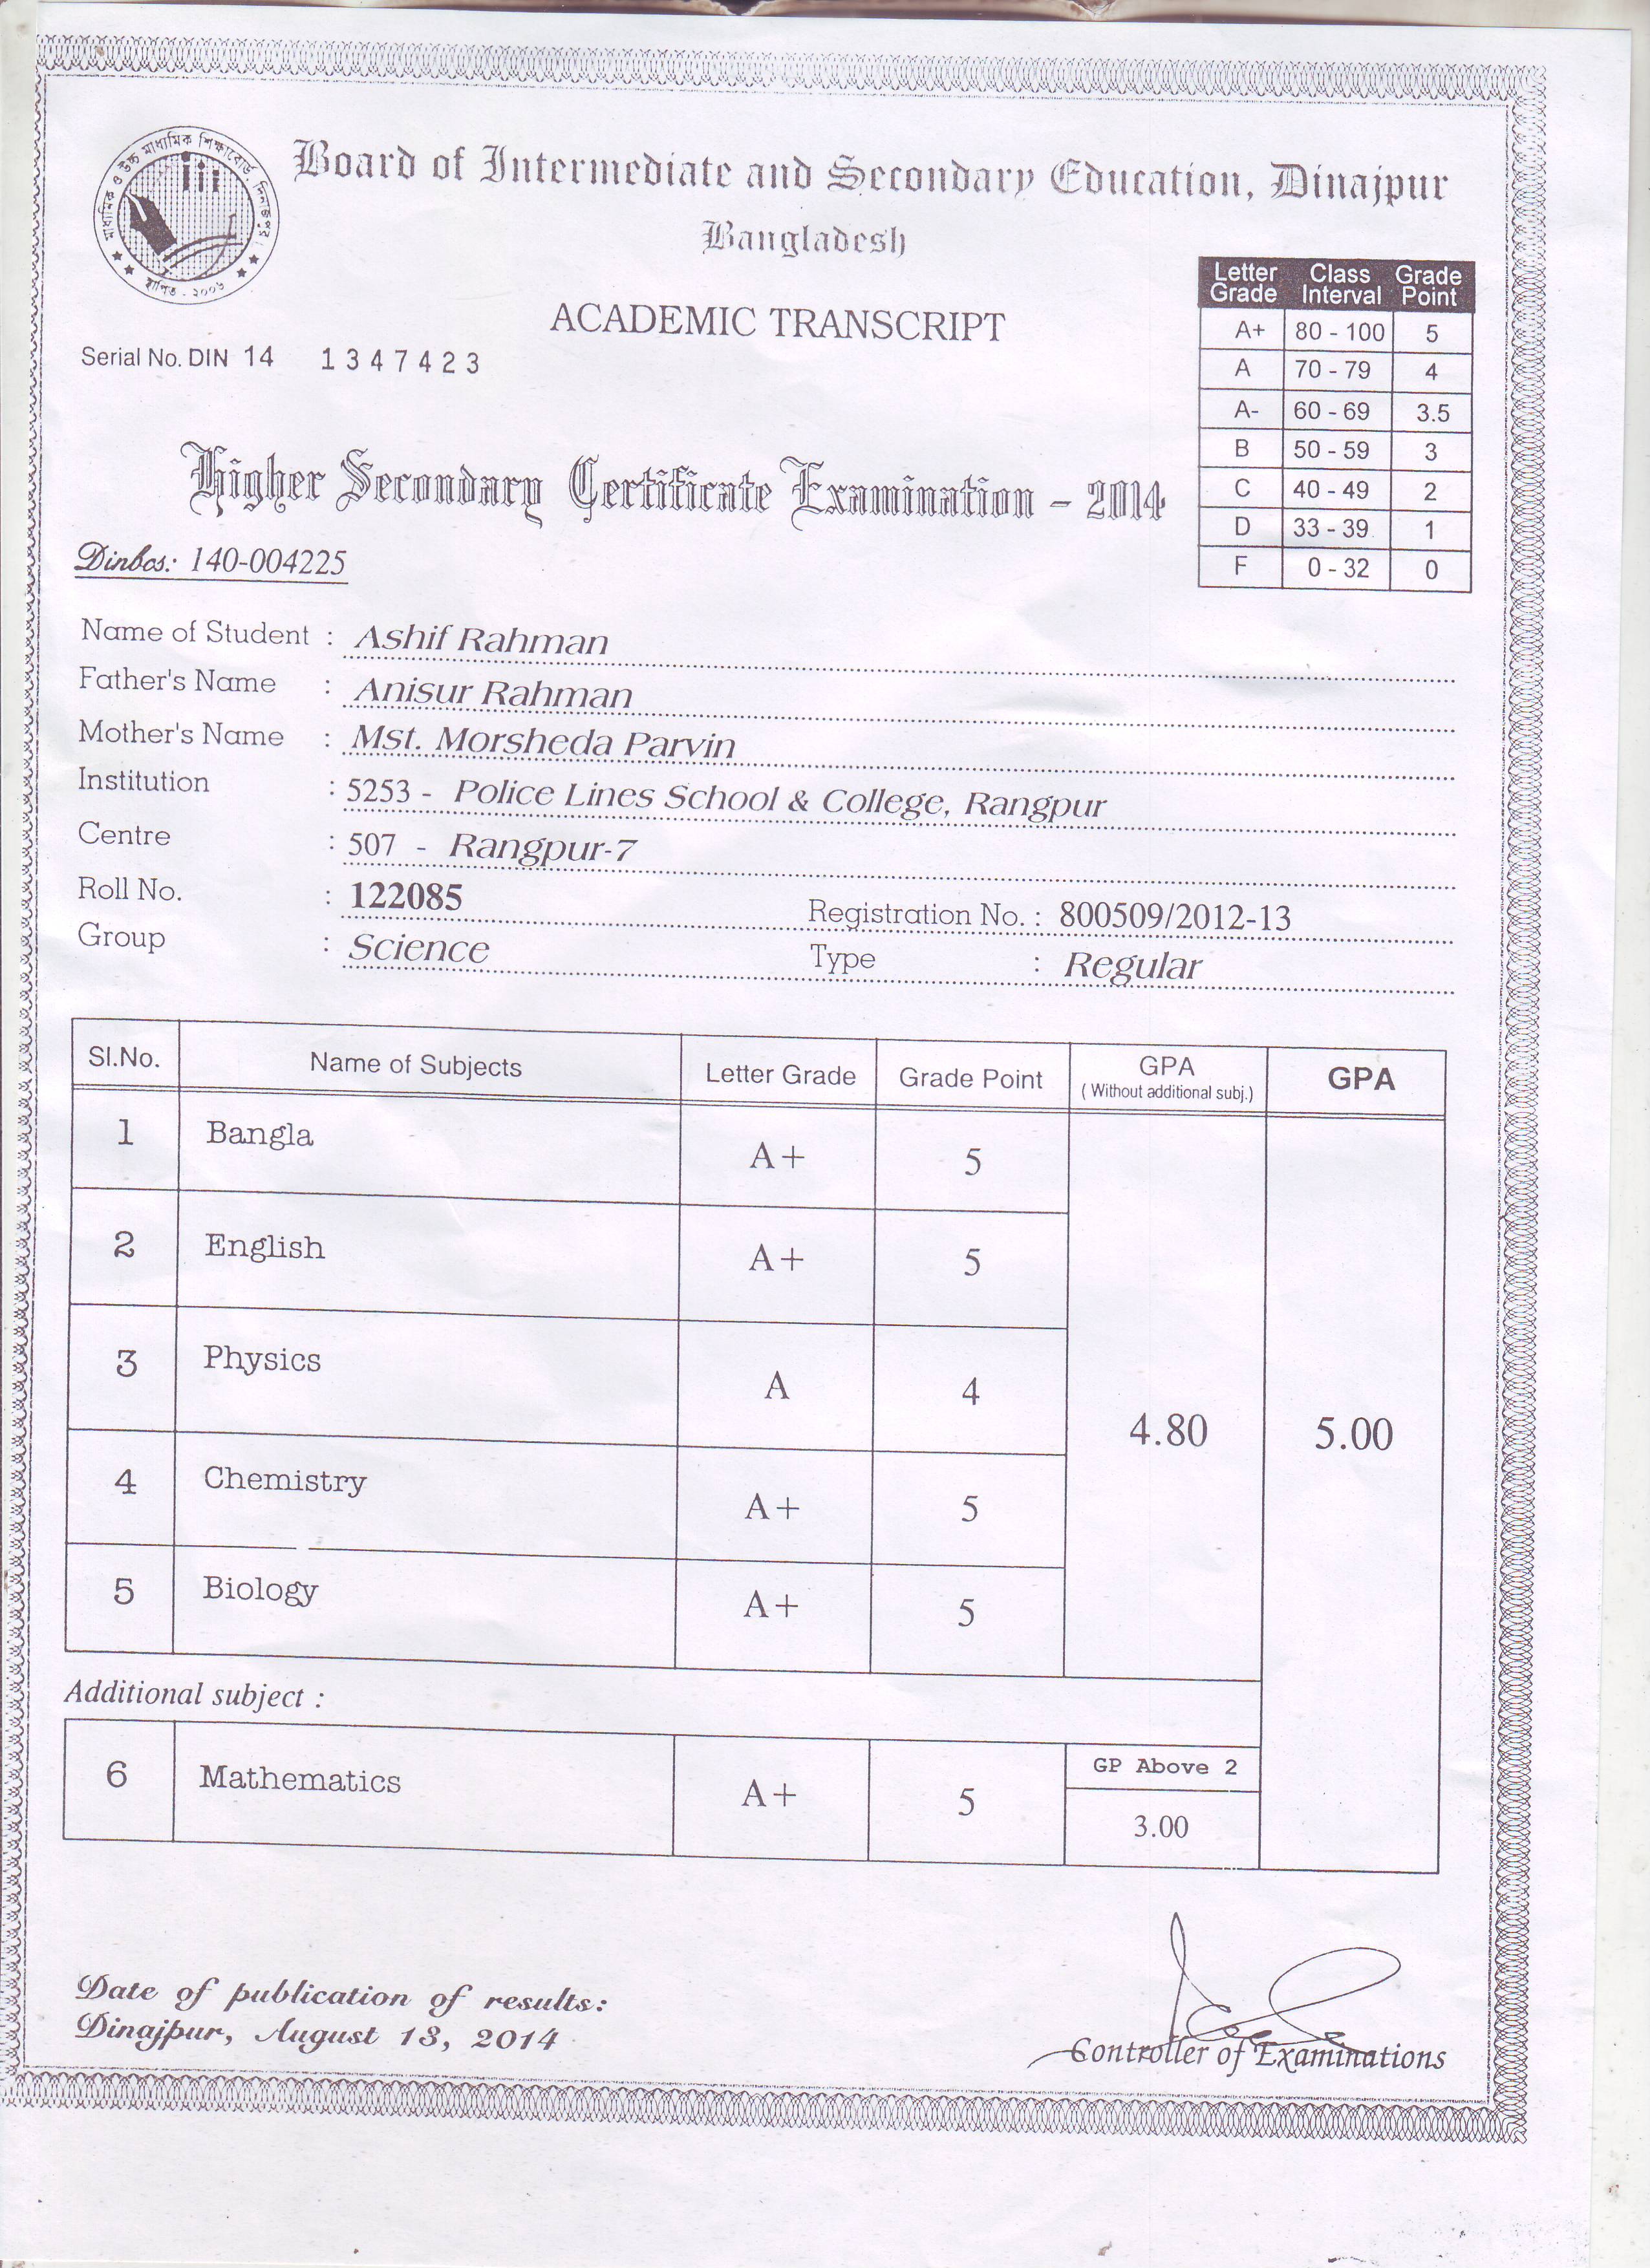 মাধ্যমিক ও উচ্চ মাধ্যমিক শিক্ষাবোর্ড, দিনাজপুর।
স্থাপিত - ২০০৬
Board of Intermediate and Secondary Education, Dinajpur
Bangladesh
ACADEMIC TRANSCRIPT
Serial No. DIN 14 1347423
Letter Grade Class Interval Grade Point
A+ 80 - 100 5
A 70 - 79 4
A- 60 - 69 3.5
B 50 - 59 3
C 40 - 49 2
D 33 - 39 1
F 0 - 32 0
Higher Secondary Certificate Examination - 2014
Dinbos: 140-004225
Name of Student : Ashif Rahman
Father's Name : Anisur Rahman
Mother's Name : Mst. Morsheda Parvin
Institution : 5253 - Police Lines School & College, Rangpur
Centre : 507 - Rangpur-7
Roll No. : 122085 Registration No. : 800509/2012-13
Group : Science Type : Regular
Sl.No. Name of Subjects Letter Grade Grade Point GPA ( Without additional subj.) GPA
1 Bangla A+ 5
2 English A+ 5
3 Physics A 4
4.80 5.00
4 Chemistry A+ 5
5 Biology A+ 5
Additional subject :
6 Mathematics A+ 5 GP Above 2
3.00
Date of publication of results:
Dinajpur, August 13, 2014
Controller of Examinations